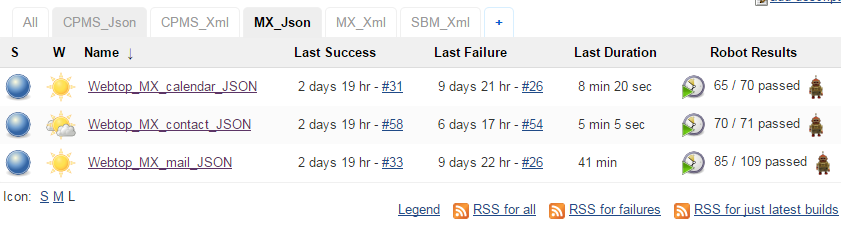 add descript
All CPMS_Json CPMS_Xml MX_Json MX_Xml SBM_Xml +
S W Name ↓ Last Success Last Failure Last Duration Robot Results
Webtop_MX_calendar_JSON 2 days 19 hr - #31 9 days 21 hr - #26 8 min 20 sec 65 / 70 passed
Webtop_MX_contact_JSON 2 days 19 hr - #58 6 days 17 hr - #54 5 min 5 sec 70 / 71 passed
Webtop_MX_mail_JSON 2 days 19 hr - #33 9 days 22 hr - #26 41 min 85 / 109 passed
Icon: S M L
Legend RSS for all RSS for failures RSS for just latest builds